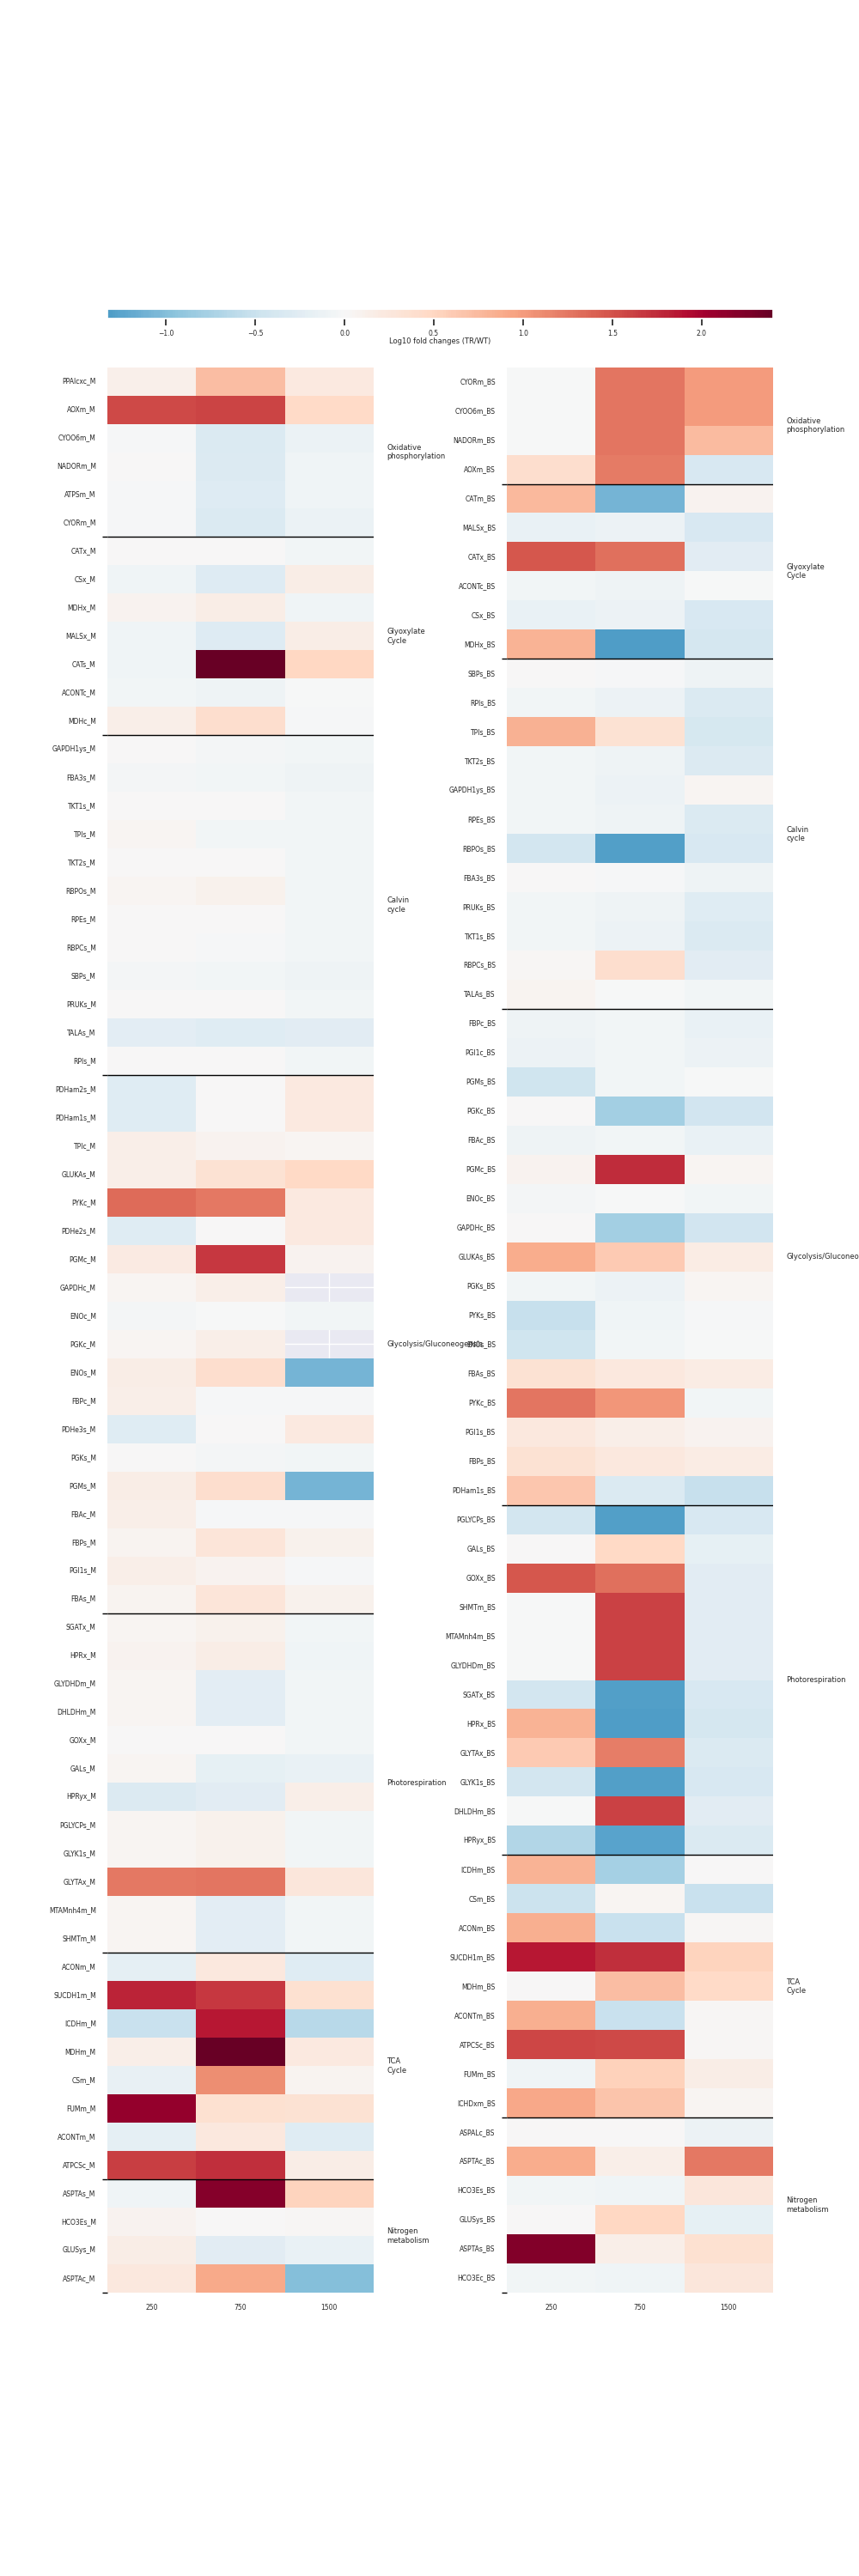 −1.0 −0.5 0.0 0.5 1.0 1.5 2.0
Log10 fold changes (TR/WT)
PPAIcxc_M
AOXm_M
CYOO6m_M
NADORm_M
ATPSm_M
CYORm_M
CATx_M
CSx_M
MDHx_M
MALSx_M
CATs_M
ACONTc_M
MDHc_M
GAPDH1ys_M
FBA3s_M
TKT1s_M
TPIs_M
TKT2s_M
RBPOs_M
RPEs_M
RBPCs_M
SBPs_M
PRUKs_M
TALAs_M
RPIs_M
PDHam2s_M
PDHam1s_M
TPIc_M
GLUKAs_M
PYKc_M
PDHe2s_M
PGMc_M
GAPDHc_M
ENOc_M
PGKc_M
ENOs_M
FBPc_M
PDHe3s_M
PGKs_M
PGMs_M
FBAc_M
FBPs_M
PGI1s_M
FBAs_M
SGATx_M
HPRx_M
GLYDHDm_M
DHLDHm_M
GOXx_M
GALs_M
HPRyx_M
PGLYCPs_M
GLYK1s_M
GLYTAx_M
MTAMnh4m_M
SHMTm_M
ACONm_M
SUCDH1m_M
ICDHm_M
MDHm_M
CSm_M
FUMm_M
ACONTm_M
ATPCSc_M
ASPTAs_M
HCO3Es_M
GLUSys_M
ASPTAc_M
250 750 1500
Oxidative
phosphorylation
Glyoxylate
Cycle
Calvin
cycle
Glycolysis/Gluconeogenesis
Photorespiration
TCA
Cycle
Nitrogen
metabolism
CYORm_BS
CYOO6m_BS
NADORm_BS
AOXm_BS
CATm_BS
MALSx_BS
CATx_BS
ACONTc_BS
CSx_BS
MDHx_BS
SBPs_BS
RPIs_BS
TPIs_BS
TKT2s_BS
GAPDH1ys_BS
RPEs_BS
RBPOs_BS
FBA3s_BS
PRUKs_BS
TKT1s_BS
RBPCs_BS
TALAs_BS
FBPc_BS
PGI1c_BS
PGMs_BS
PGKc_BS
FBAc_BS
PGMc_BS
ENOc_BS
GAPDHc_BS
GLUKAs_BS
PGKs_BS
PYKs_BS
ENOs_BS
FBAs_BS
PYKc_BS
PGI1s_BS
FBPs_BS
PDHam1s_BS
PGLYCPs_BS
GALs_BS
GOXx_BS
SHMTm_BS
MTAMnh4m_BS
GLYDHDm_BS
SGATx_BS
HPRx_BS
GLYTAx_BS
GLYK1s_BS
DHLDHm_BS
HPRyx_BS
ICDHm_BS
CSm_BS
ACONm_BS
SUCDH1m_BS
MDHm_BS
ACONTm_BS
ATPCSc_BS
FUMm_BS
ICHDxm_BS
ASPALc_BS
ASPTAc_BS
HCO3Es_BS
GLUSys_BS
ASPTAs_BS
HCO3Ec_BS
250 750 1500
Oxidative
phosphorylation
Glyoxylate
Cycle
Calvin
cycle
Glycolysis/Gluconeo
Photorespiration
TCA
Cycle
Nitrogen
metabolism